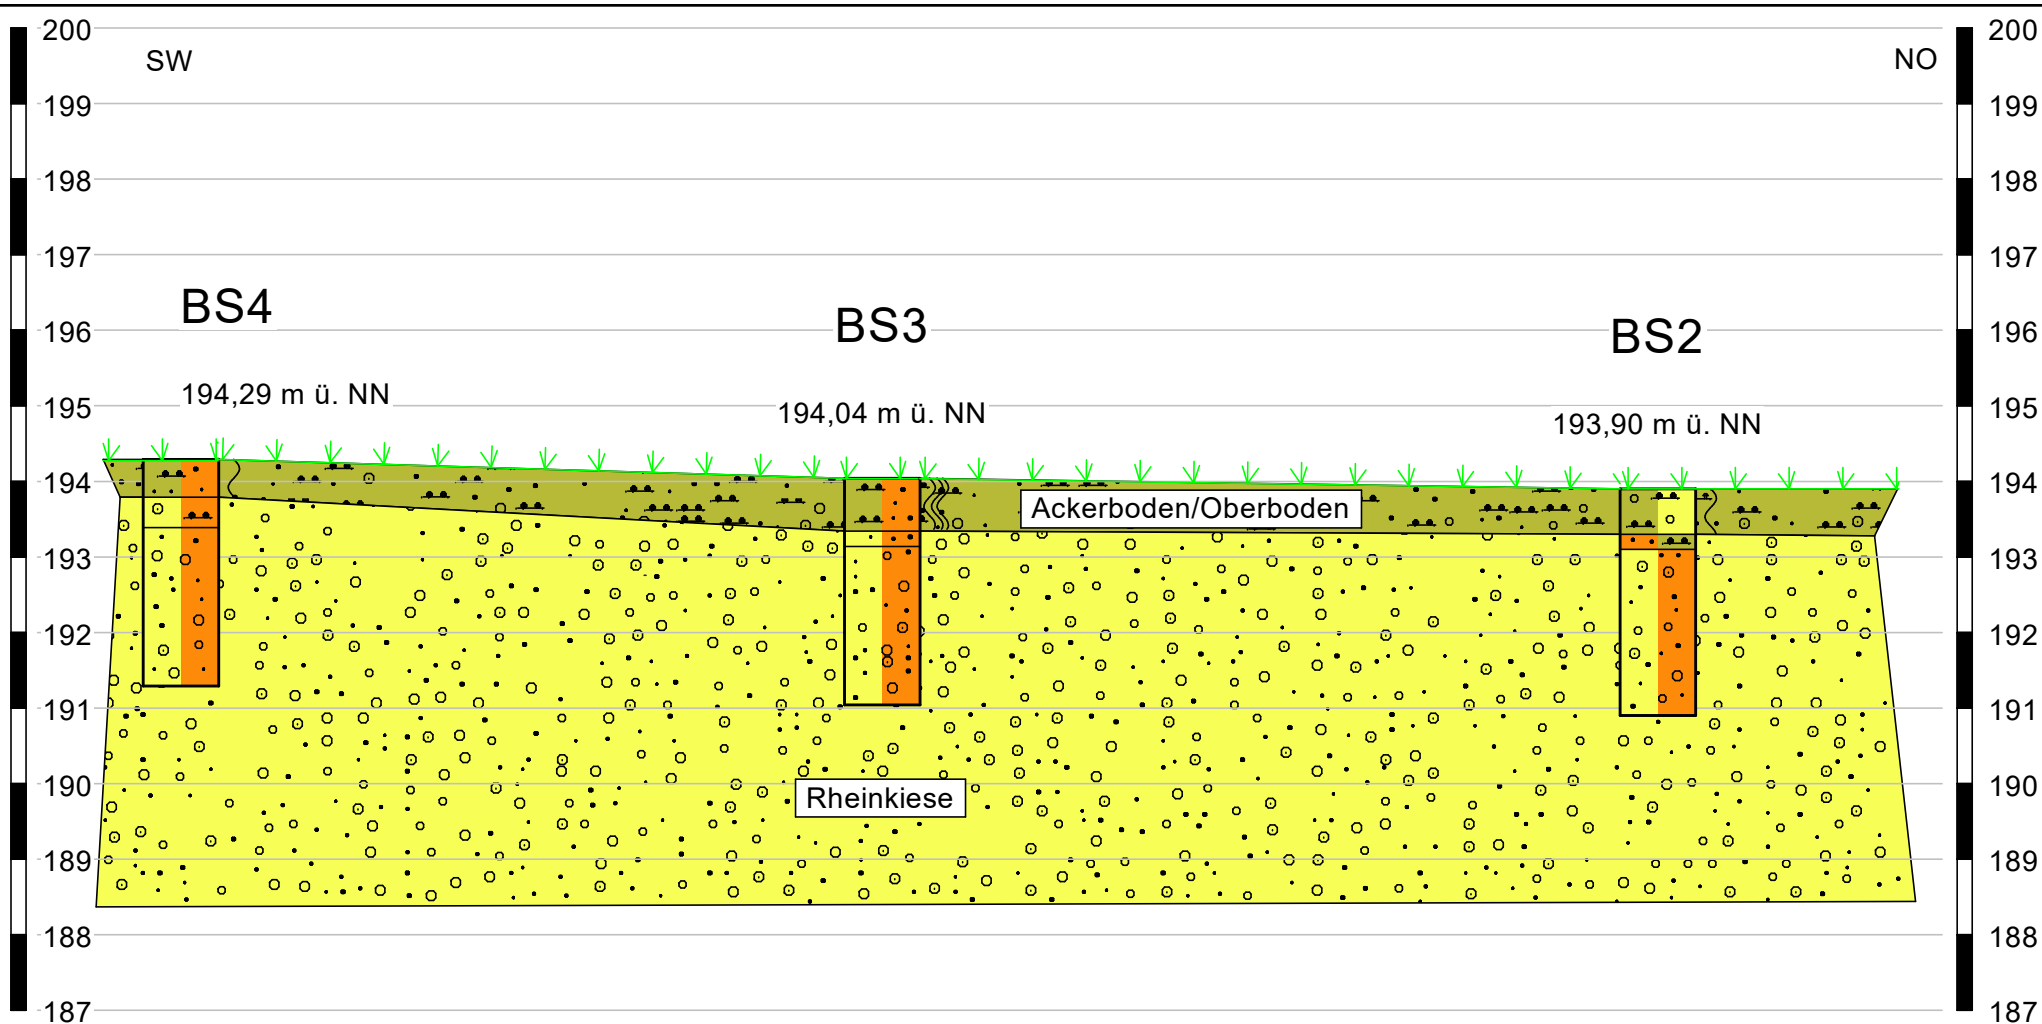 200 200
SW NO
199 199
198 198
197 197
BS4 BS3 BS2
196 196
194,29 m ü. NN 194,04 m ü. NN 193,90 m ü. NN
195 195
194 194
Ackerboden/Oberboden
193 193
192 192
191 191
190 190
Rheinkiese
189 189
188 188
187 187